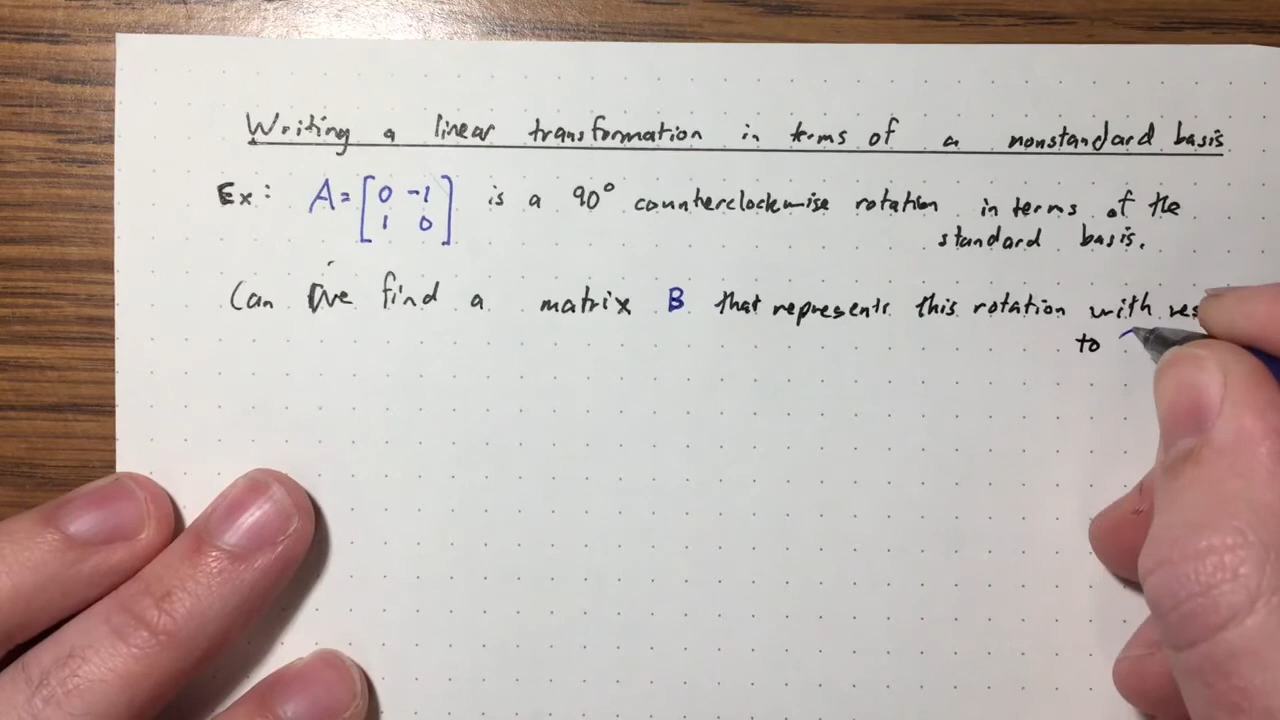 Writing a linear transformation in terms of a nonstandard basis
Ex: A = [0 -1] is a 90° counterclockwise rotation in terms of the
[1 0] standard basis.
Can we find a matrix B that represents this rotation with res
to